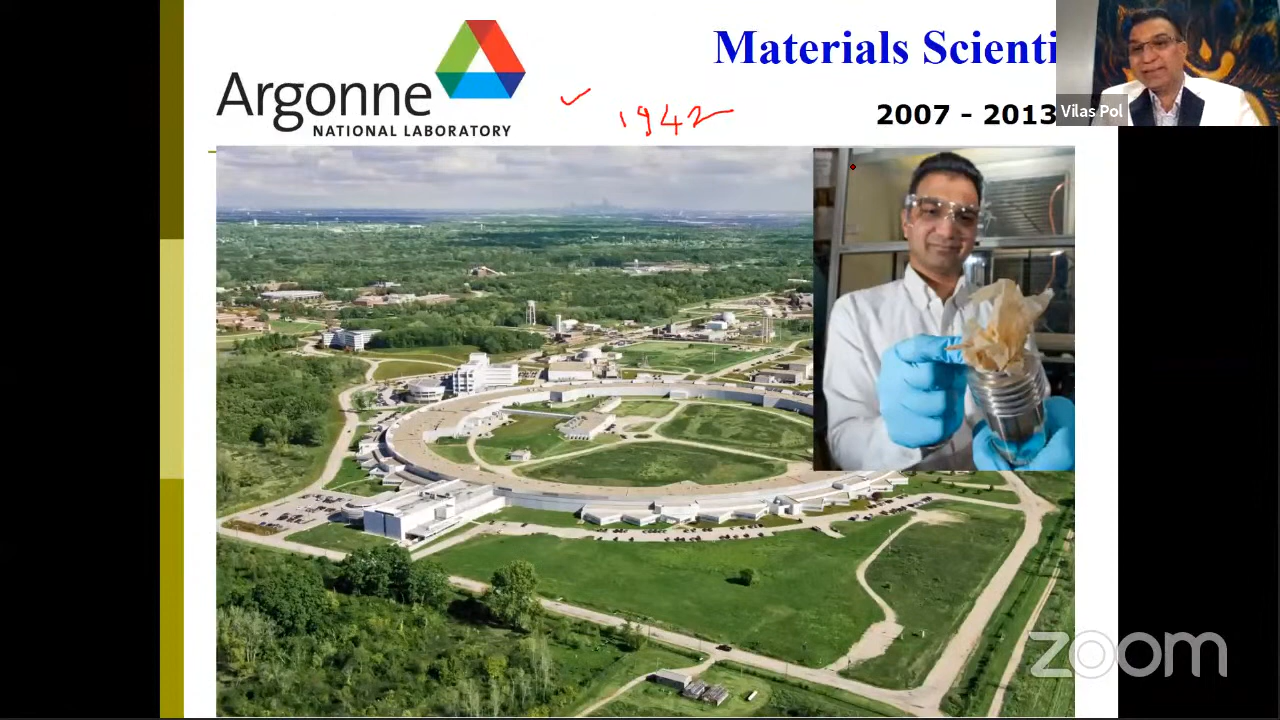 Argonne
NATIONAL LABORATORY
1942
Materials Scienti
2007 - 2013
Vilas Pol
zoom